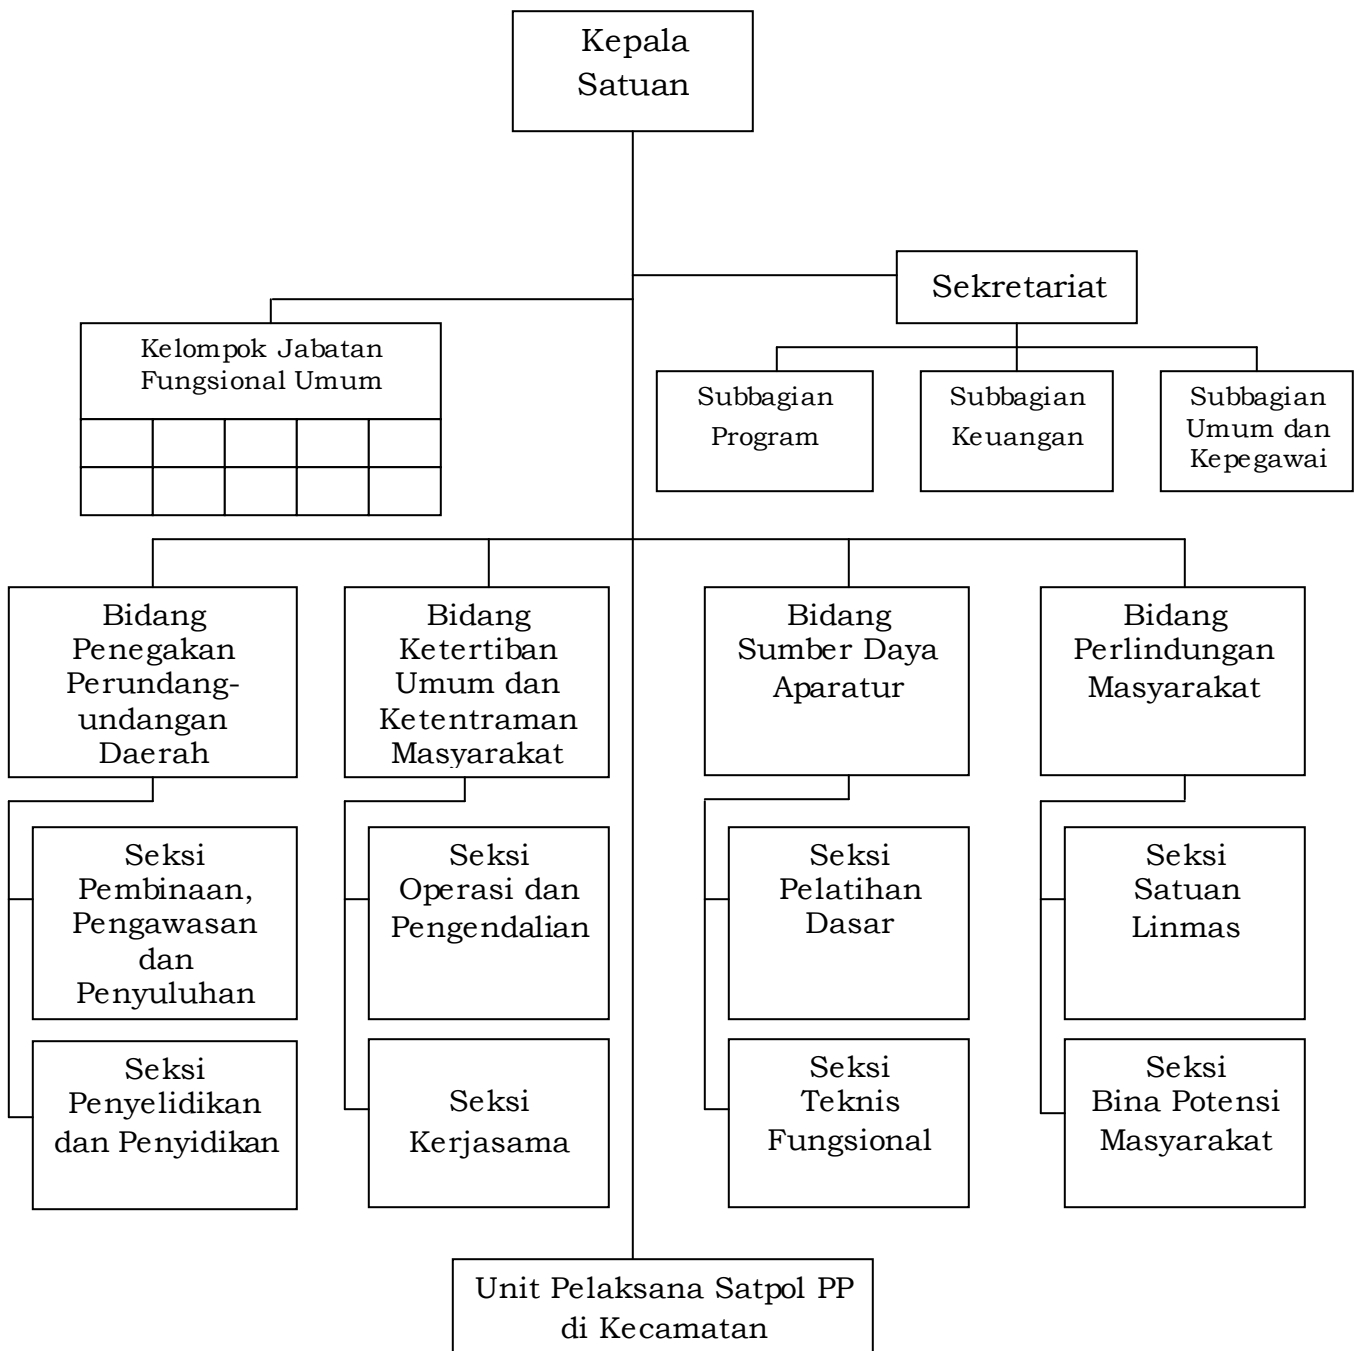 Kepala
Satuan
Sekretariat
Kelompok Jabatan
Fungsional Umum
Subbagian
Program
Subbagian
Keuangan
Subbagian
Umum dan
Kepegawai
Bidang
Penegakan
Perundang-
undangan
Daerah
Bidang
Ketertiban
Umum dan
Ketentraman
Masyarakat
Bidang
Sumber Daya
Aparatur
Bidang
Perlindungan
Masyarakat
Seksi
Pembinaan,
Pengawasan
dan
Penyuluhan
Seksi
Operasi dan
Pengendalian
Seksi
Pelatihan
Dasar
Seksi
Satuan
Linmas
Seksi
Penyelidikan
dan Penyidikan
Seksi
Kerjasama
Seksi
Teknis
Fungsional
Seksi
Bina Potensi
Masyarakat
Unit Pelaksana Satpol PP
di Kecamatan